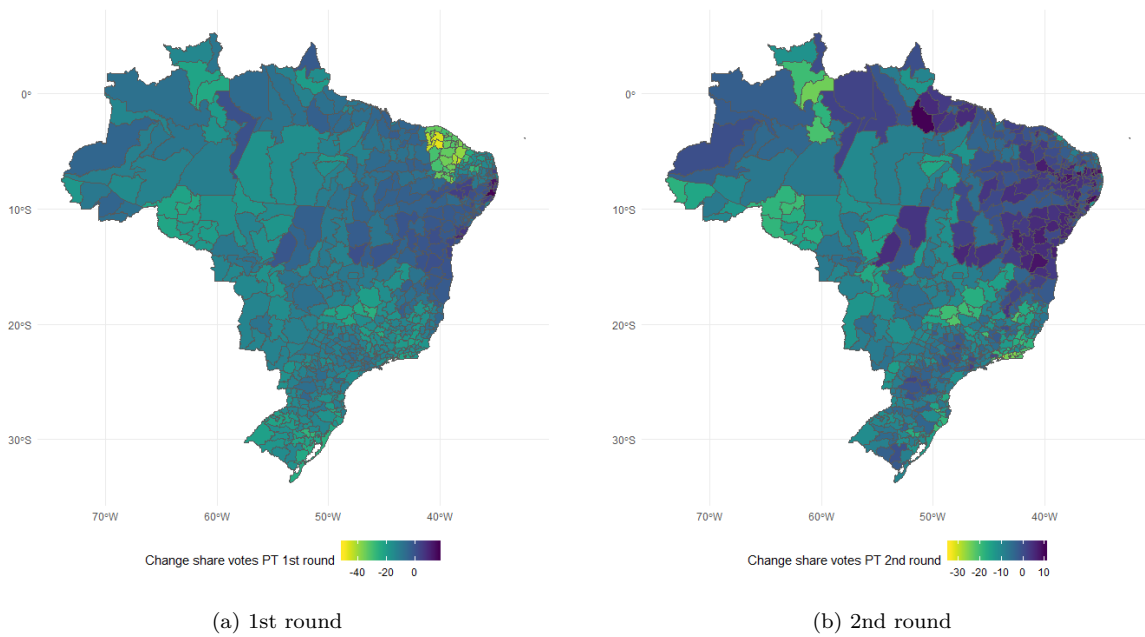 0°
10°S
20°S
30°S
70°W 60°W 50°W 40°W
Change share votes PT 1st round
-40 -20 0
(a) 1st round
0°
10°S
20°S
30°S
70°W 60°W 50°W 40°W
Change share votes PT 2nd round
-30 -20 -10 0 10
(b) 2nd round